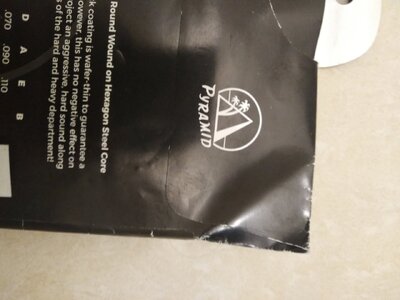 PYRAMID
Round Wound on Hexagon Steel Core
k coating is wafer-thin to guarantee a
owever, this has no negative effect on
oject an aggressive, hard sound along
s of the hard and heavy department!
D A E B
.070 .090 .110